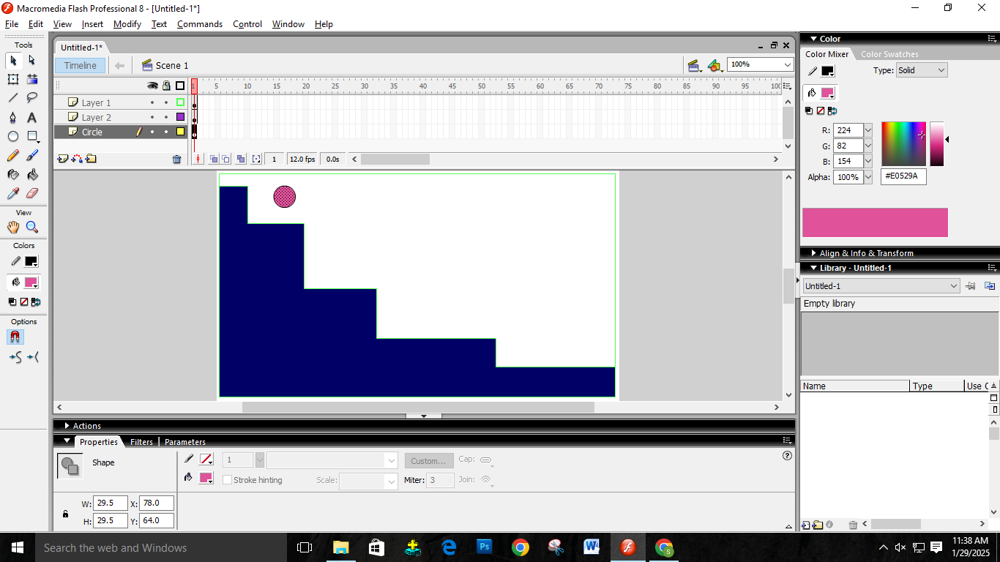 Macromedia Flash Professional 8 - [Untitled-1*]
File Edit View Insert Modify Text Commands Control Window Help
Tools
View
Colors
Options
Untitled-1*
Timeline
Scene 1
100%
1 5 10 15 20 25 30 35 40 45 50 55 60 65 70 75 80 85 90 95 100
Layer 1
Layer 2
Circle
1 12.0 fps 0.0s
Color
Color Mixer Color Swatches
Type: Solid
R: 224
G: 82
B: 154
Alpha: 100% #E0529A
Align & Info & Transform
Library - Untitled-1
Untitled-1
Empty library
Name Type Use C
Actions
Properties Filters Parameters
Shape
1 Custom... Cap:
Stroke hinting Scale: Miter: 3 Join:
W: 29.5 X: 78.0
H: 29.5 Y: 64.0
Search the web and Windows
Ps
W
S
11:38 AM
1/29/2025